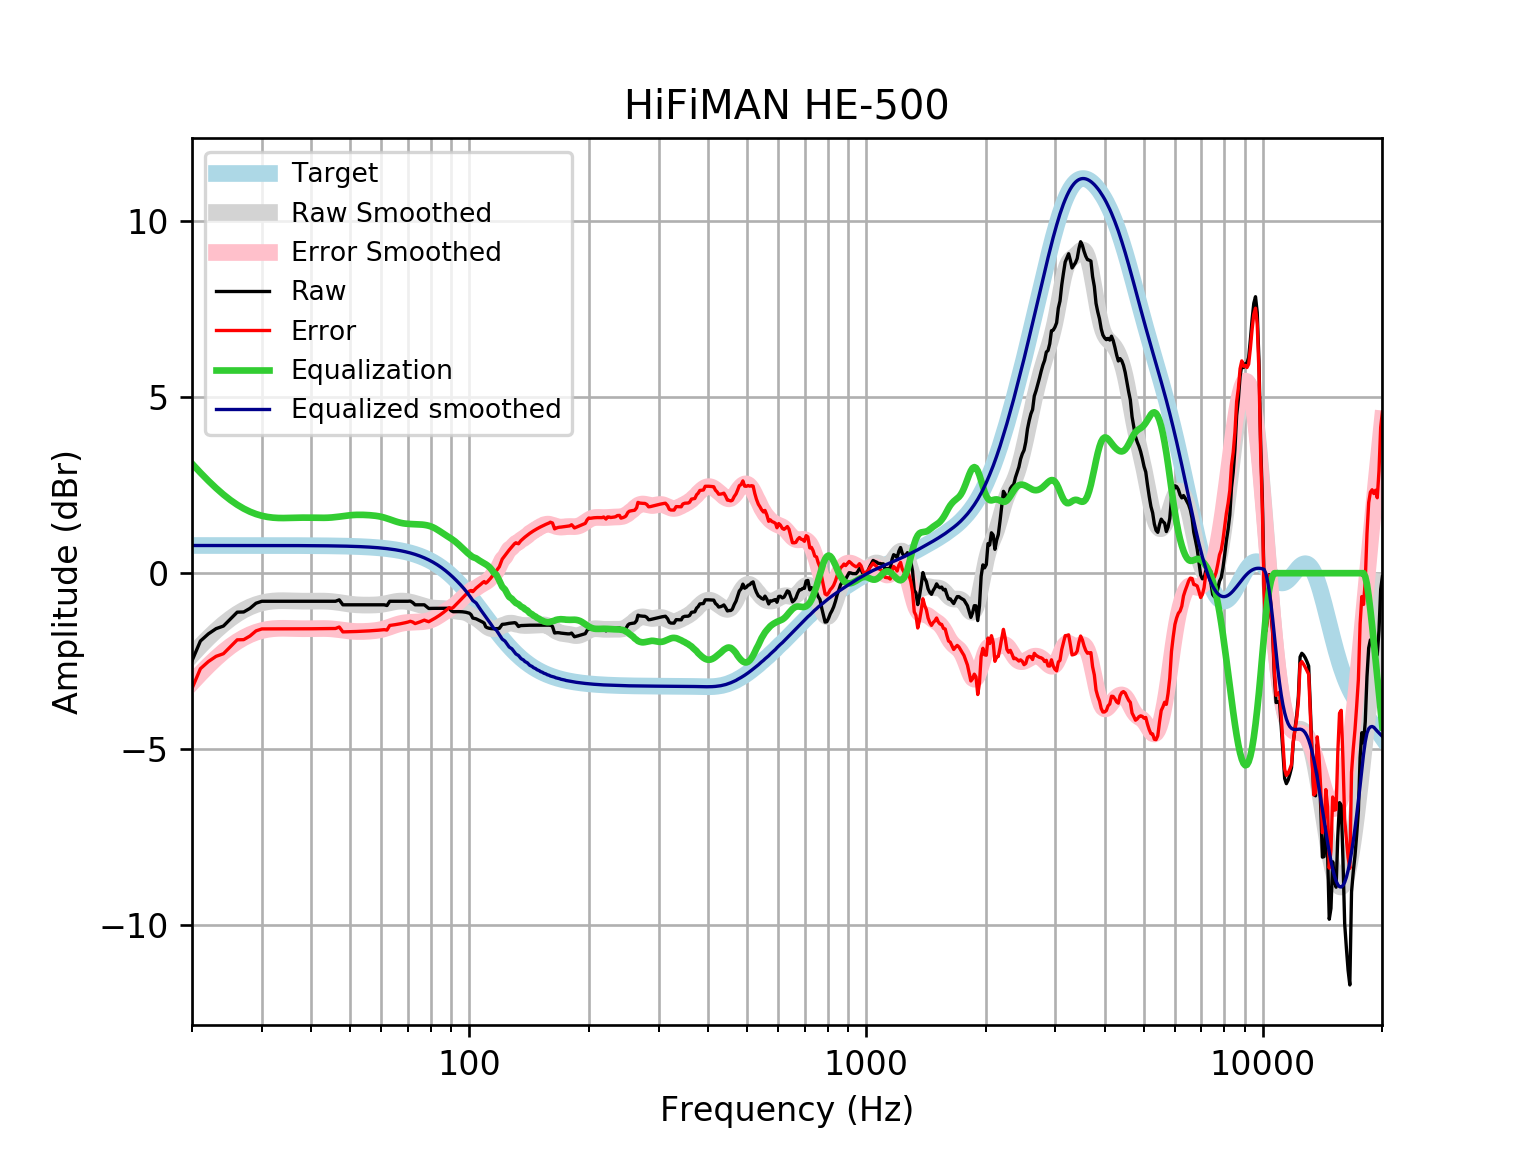 HiFiMAN HE-500
Target
Raw Smoothed
Error Smoothed
Raw
Error
Equalization
Equalized smoothed
10
5
0
−5
−10
Amplitude (dBr)
100 1000 10000
Frequency (Hz)